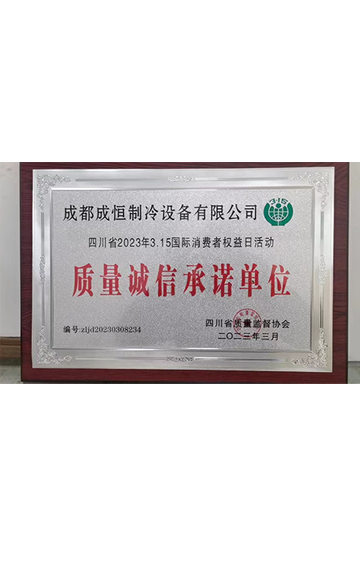 成都成恒制冷设备有限公司
3·15
四川省2023年3.15国际消费者权益日活动
质量诚信承诺单位
编号:zljd20230308234
四川省质量监督协会
二〇二三年三月